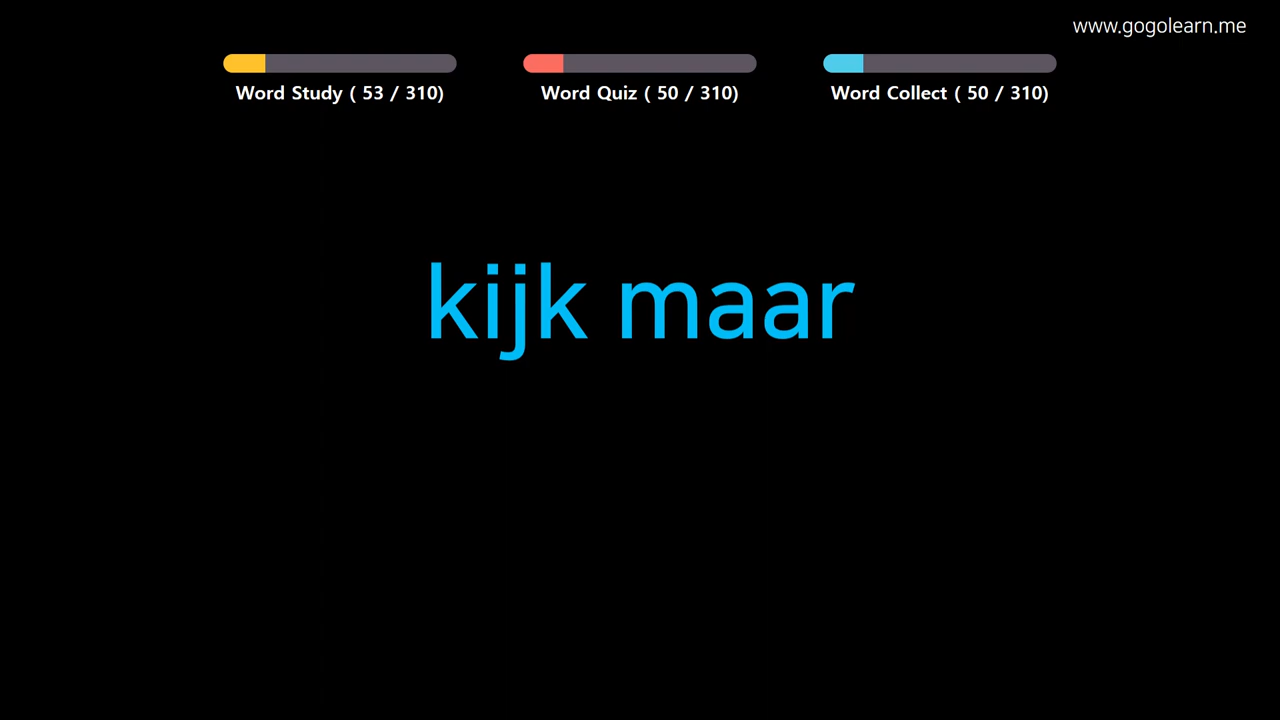 www.gogolearn.me
Word Study ( 53 / 310)
Word Quiz ( 50 / 310)
Word Collect ( 50 / 310)
kijk maar